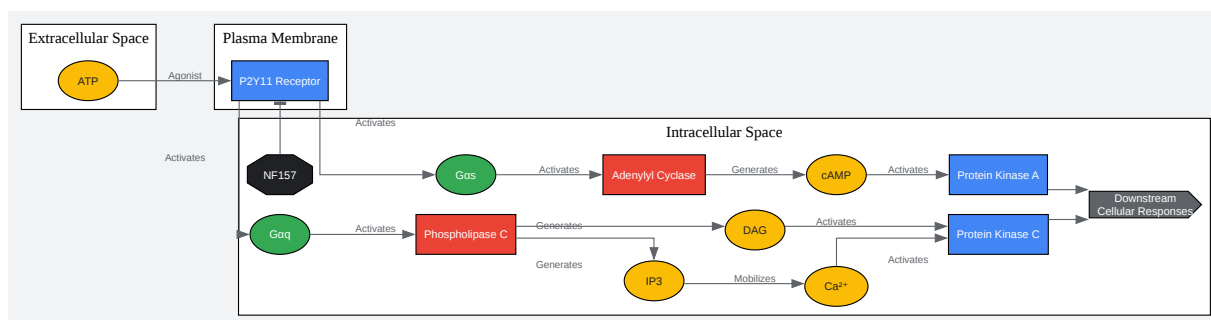 Extracellular Space
Plasma Membrane
ATP
Agonist
P2Y11 Receptor
Activates
Activates
Intracellular Space
NF157
Gαs
Activates
Adenylyl Cyclase
Generates
cAMP
Activates
Protein Kinase A
Downstream
Cellular Responses
Gαq
Activates
Phospholipase C
Generates
DAG
Activates
Protein Kinase C
Generates
IP3
Mobilizes
Ca²⁺
Activates